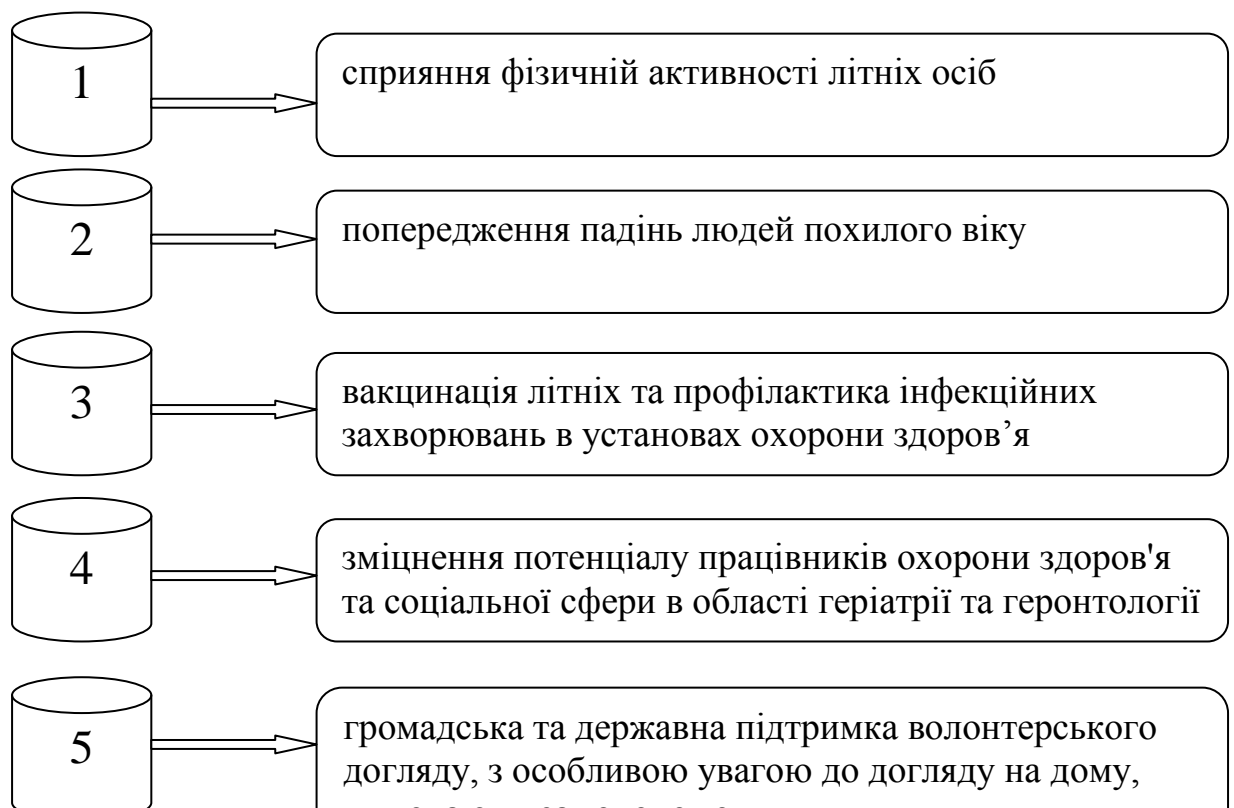 1
сприяння фізичній активності літніх осіб
2
попередження падінь людей похилого віку
3
вакцинація літніх та профілактика інфекційних
захворювань в установах охорони здоров’я
4
зміцнення потенціалу працівників охорони здоров'я
та соціальної сфери в області геріатрії та геронтології
5
громадська та державна підтримка волонтерського
догляду, з особливою увагою до догляду на дому,